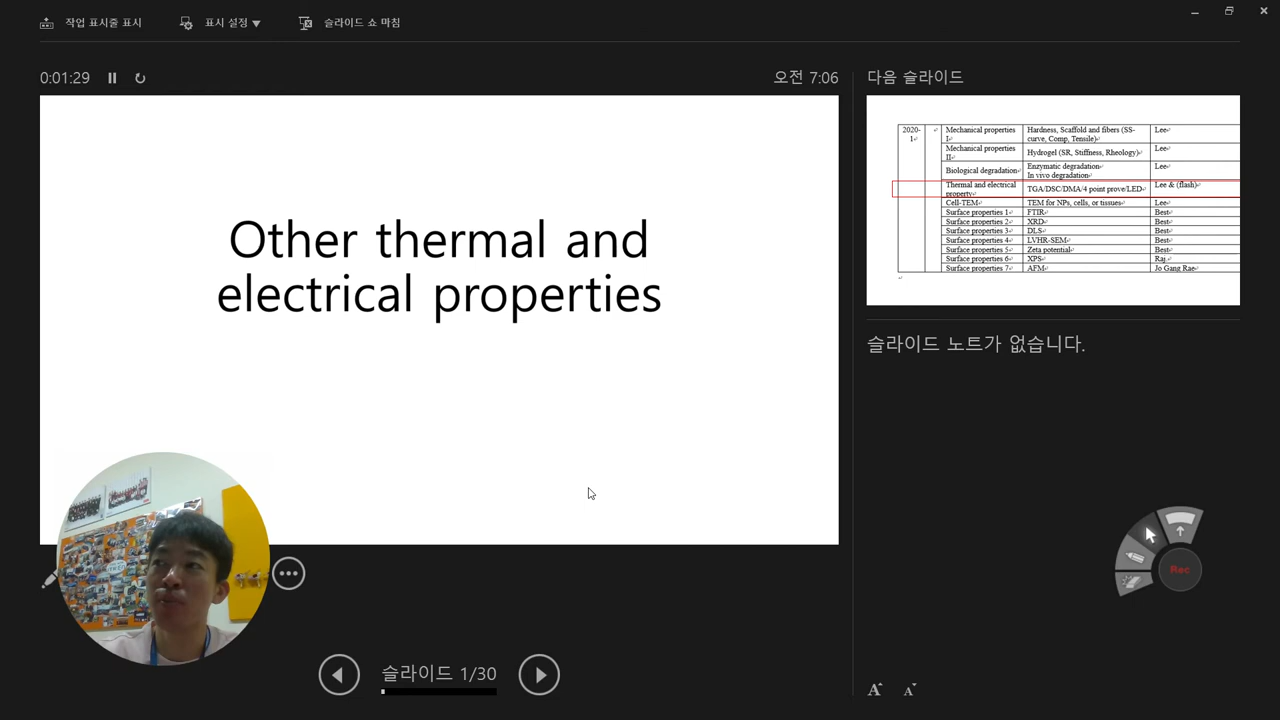 작업 표시줄 표시 표시 설정 ▼ 슬라이드 쇼 마침
0:01:29
오전 7:06
Other thermal and
electrical properties
슬라이드 1/30
다음 슬라이드
2020-
1
Mechanical properties
I
Hardness, Scaffold and fibers (SS-
curve, Comp, Tensile)
Lee
Mechanical properties
II
Hydrogel (SR, Stiffness, Rheology)
Lee
Biological degradation
Enzymatic degradation
In vivo degradation
Lee
Thermal and electrical
property
TGA/DSC/DMA/4 point prove/LED
Lee & (flash)
Cell-TEM TEM for NPs, cells, or tissues Lee
Surface properties 1 FTIR Best
Surface properties 2 XRD Best
Surface properties 3 DLS Best
Surface properties 4 LVHR-SEM Best
Surface properties 5 Zeta potential Best
Surface properties 6 XPS Raj.
Surface properties 7 AFM Jo Gang Rae
슬라이드 노트가 없습니다.
Rec
A A